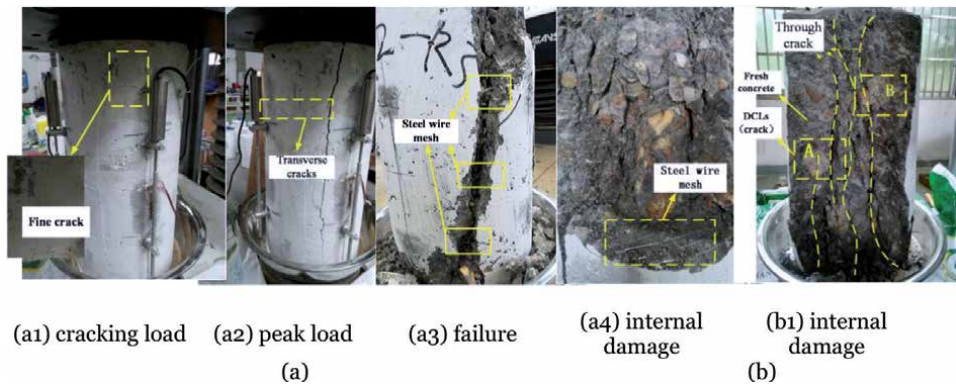 Fine crack
Transverse
cracks
2-R5
Steel wire
mesh
Steel wire
mesh
Through
crack
Fresh
concrete
DCLs
(crack)
A
B
(a1) cracking load
(a2) peak load
(a3) failure
(a4) internal
damage
(b1) internal
damage
(a)
(b)